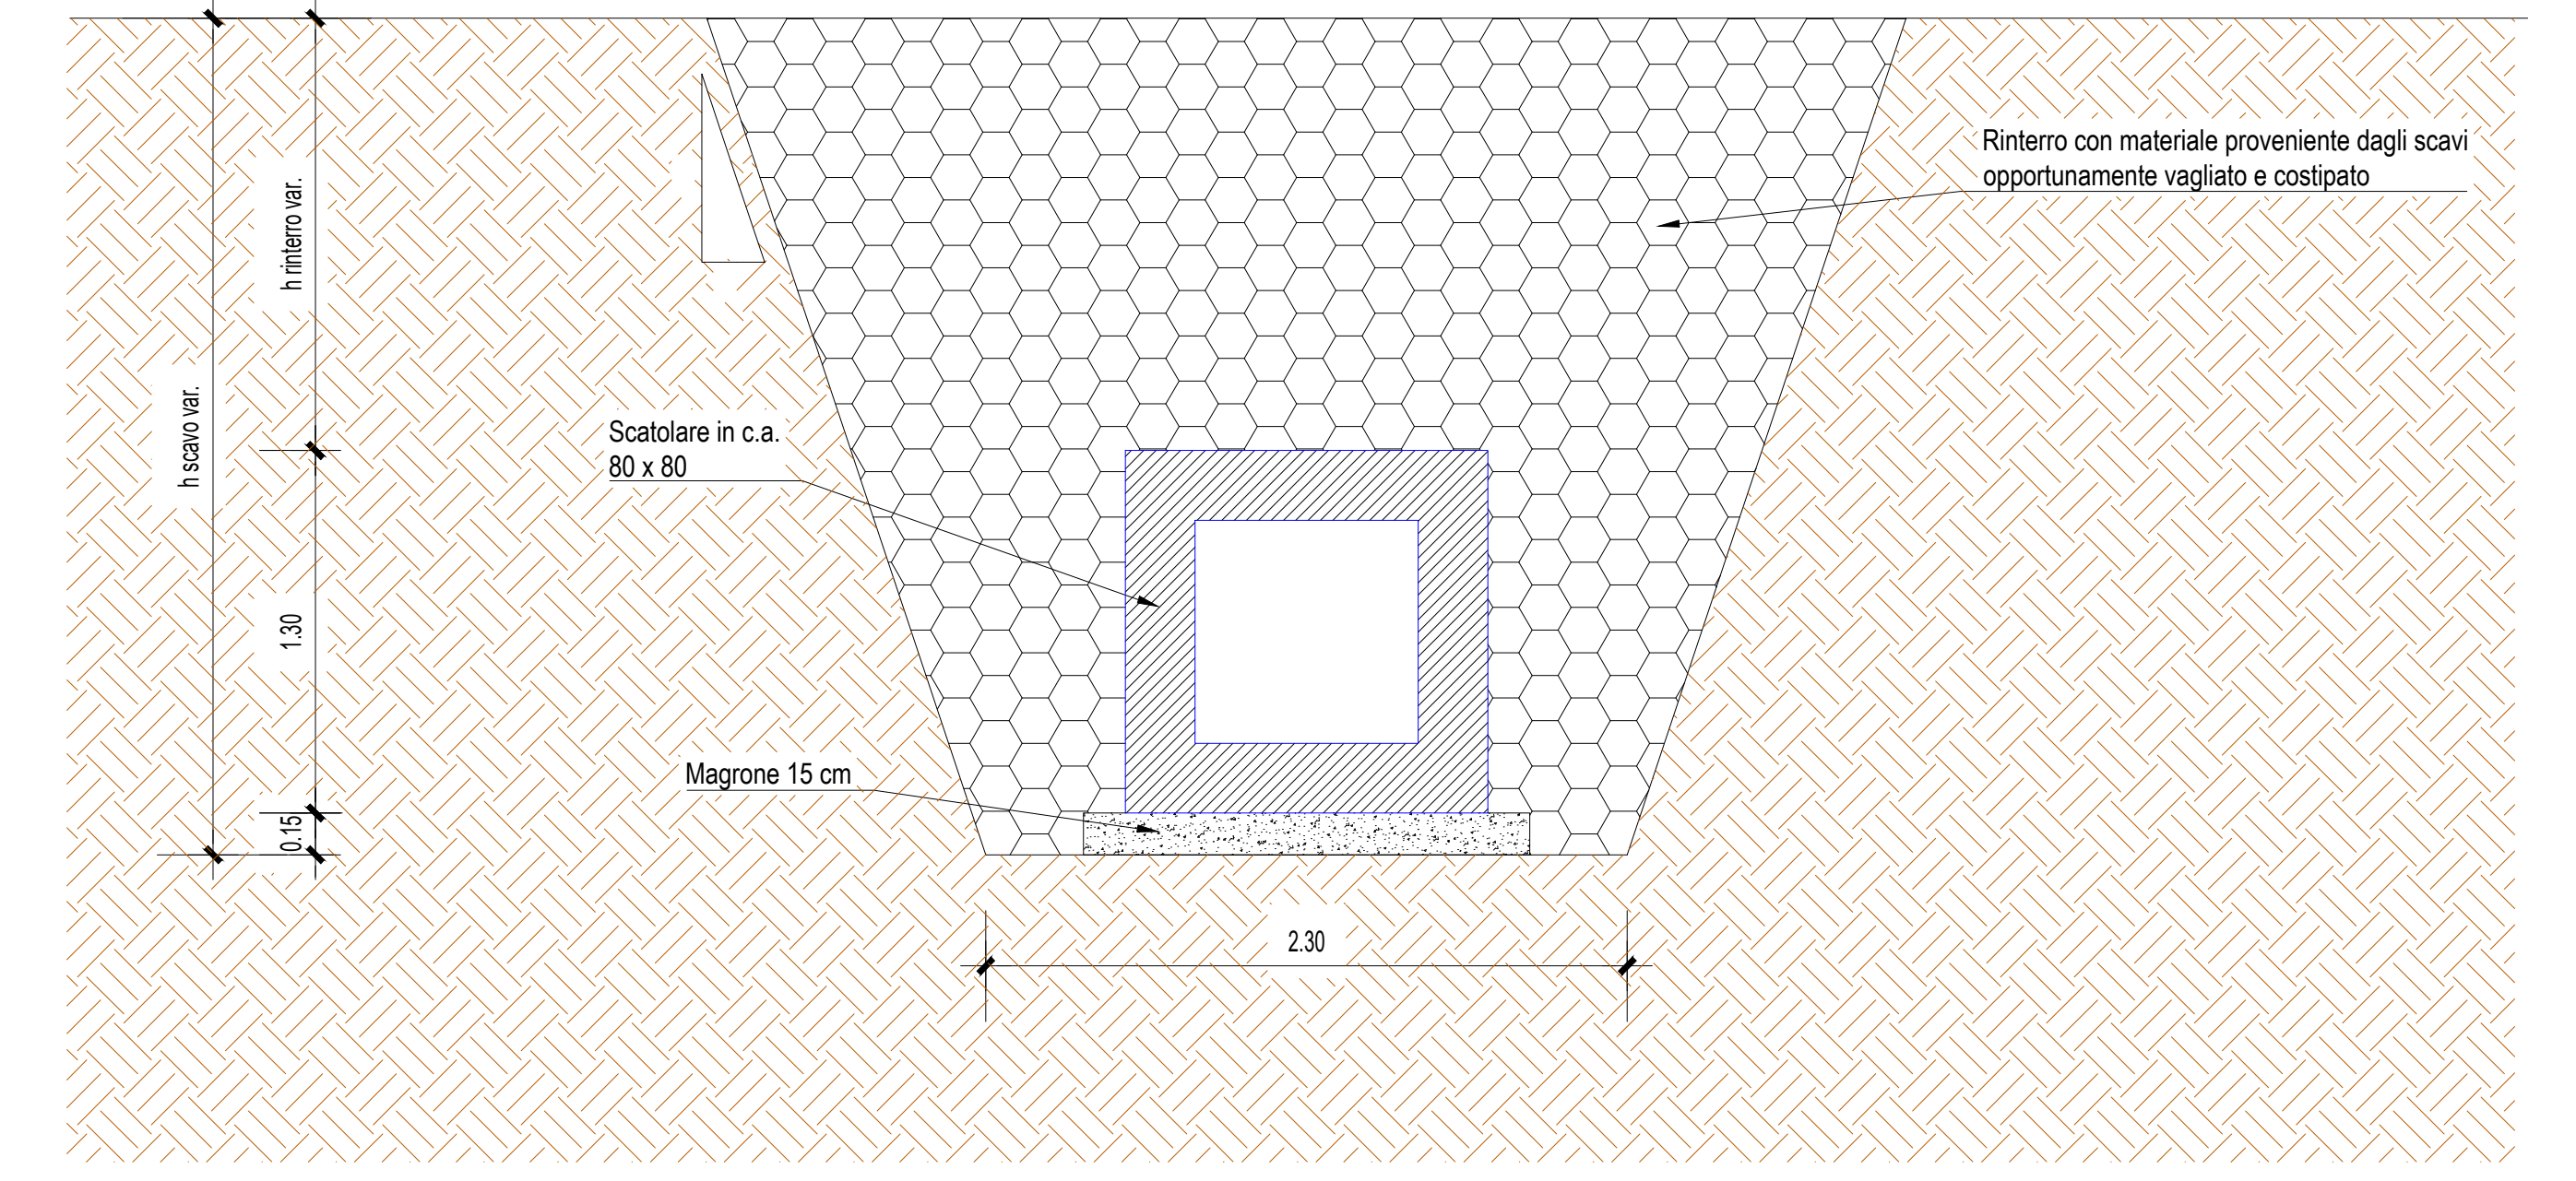 Rinterro con materiale proveniente dagli scavi
opportunamente vagliato e costipato
h rinterro var.
h scavo var.
Scatolare in c.a.
80 x 80
1.30
Magrone 15 cm
0.15
2.30